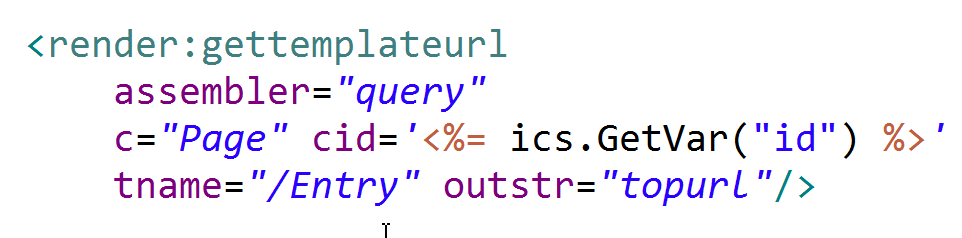 <render:gettemplateurl
assembler="query"
c="Page" cid='<%= ics.GetVar("id") %>'
tname="/Entry" outstr="topurl"/>